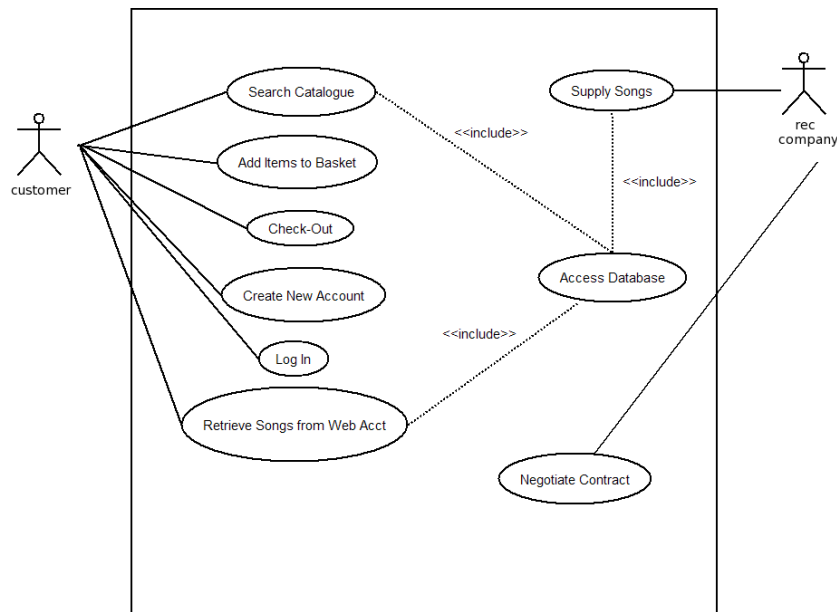 Search Catalogue
Supply Songs
rec
company
<<include>>
customer
Add Items to Basket
<<include>>
Check-Out
Access Database
Create New Account
<<include>>
Log In
Retrieve Songs from Web Acct
Negotiate Contract